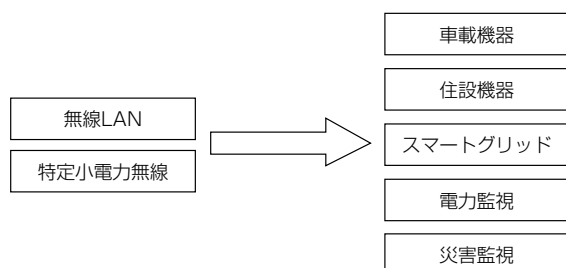 無線LAN
特定小電力無線
車載機器
住設機器
スマートグリッド
電力監視
災害監視